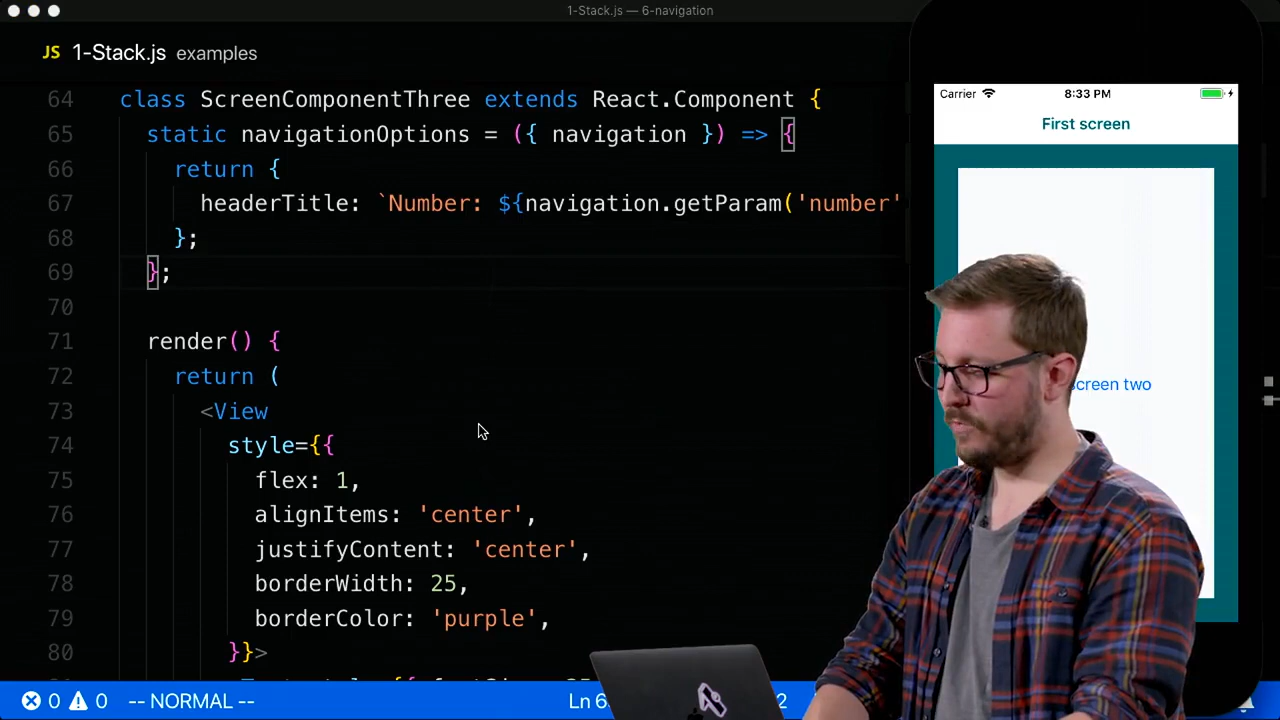 1-Stack.js — 6-navigation
JS 1-Stack.js examples
64 class ScreenComponentThree extends React.Component {
65 static navigationOptions = ({ navigation }) => {
66 return {
67 headerTitle: `Number: ${navigation.getParam('number'
68 };
69 };
70
71 render() {
72 return (
73 <View
74 style={{
75 flex: 1,
76 alignItems: 'center',
77 justifyContent: 'center',
78 borderWidth: 25,
79 borderColor: 'purple',
80 }}>
0 0 -- NORMAL -- Ln 6
Carrier 8:33 PM
First screen
screen two